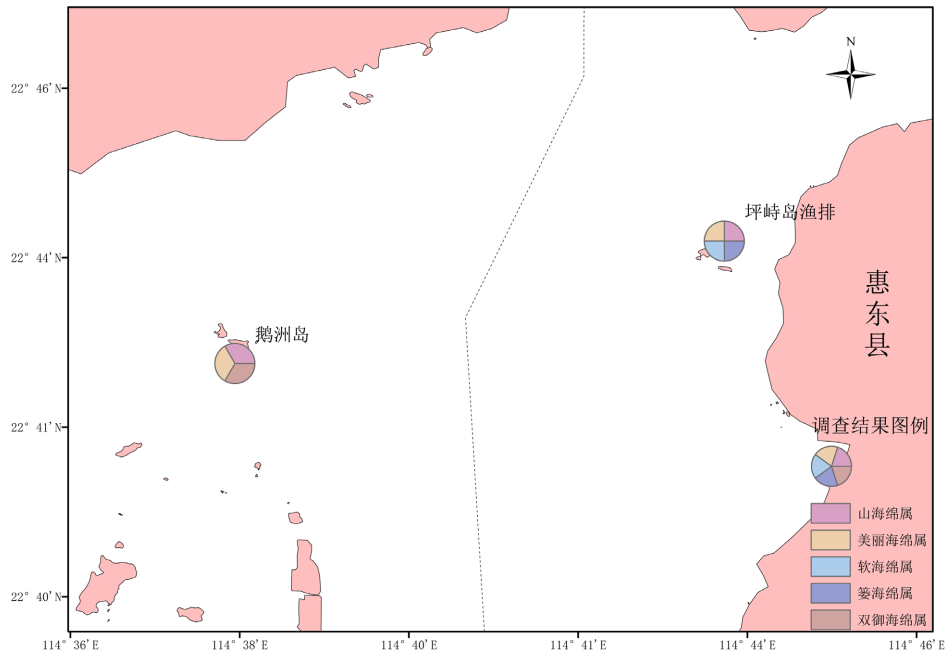 N
22° 46'N
坪峙岛渔排
22° 44'N
惠东县
鹅洲岛
22° 41'N
调查结果图例
山海绵属
美丽海绵属
软海绵属
蒌海绵属
双御海绵属
22° 40'N
114° 36'E
114° 38'E
114° 40'E
114° 41'E
114° 44'E
114° 46'E